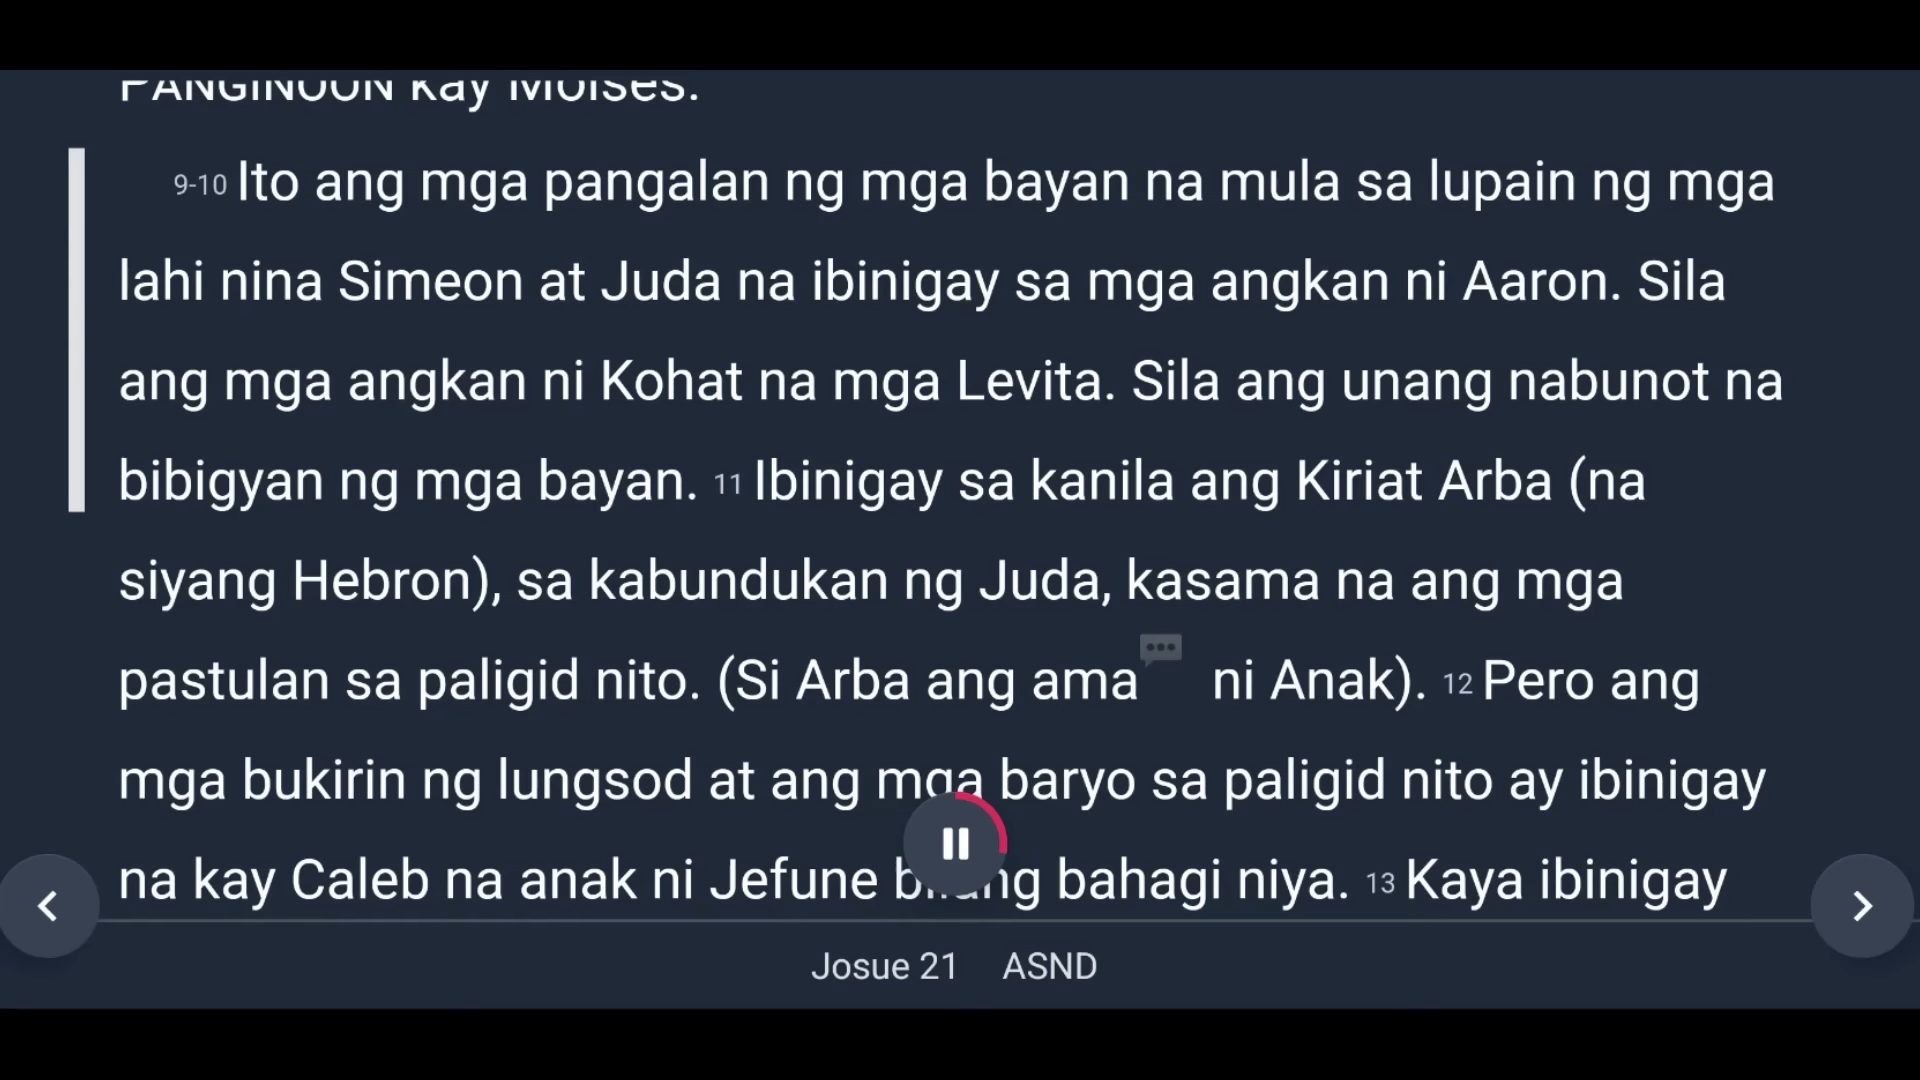 PANGINOON kay Moises.
9-10 Ito ang mga pangalan ng mga bayan na mula sa lupain ng mga
lahi nina Simeon at Juda na ibinigay sa mga angkan ni Aaron. Sila
ang mga angkan ni Kohat na mga Levita. Sila ang unang nabunot na
bibigyan ng mga bayan. 11 Ibinigay sa kanila ang Kiriat Arba (na
siyang Hebron), sa kabundukan ng Juda, kasama na ang mga
pastulan sa paligid nito. (Si Arba ang ama ni Anak). 12 Pero ang
mga bukirin ng lungsod at ang mga baryo sa paligid nito ay ibinigay
na kay Caleb na anak ni Jefune bilang bahagi niya. 13 Kaya ibinigay
Josue 21 ASND